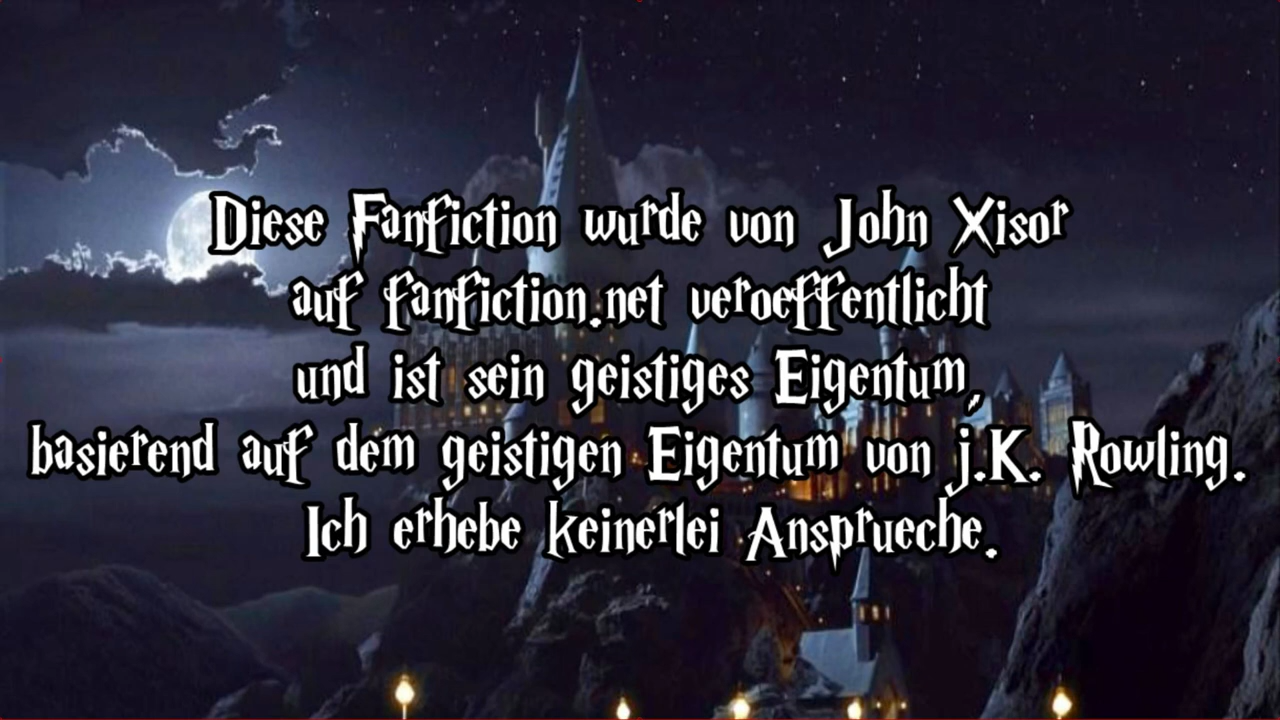 Diese Fanfiction wurde von John Xisor
auf fanfiction.net veroeffentlicht
und ist sein geistiges Eigentum,
basierend auf dem geistigen Eigentum von j.K. Rowling.
Ich erhebe keinerlei Ansprueche.